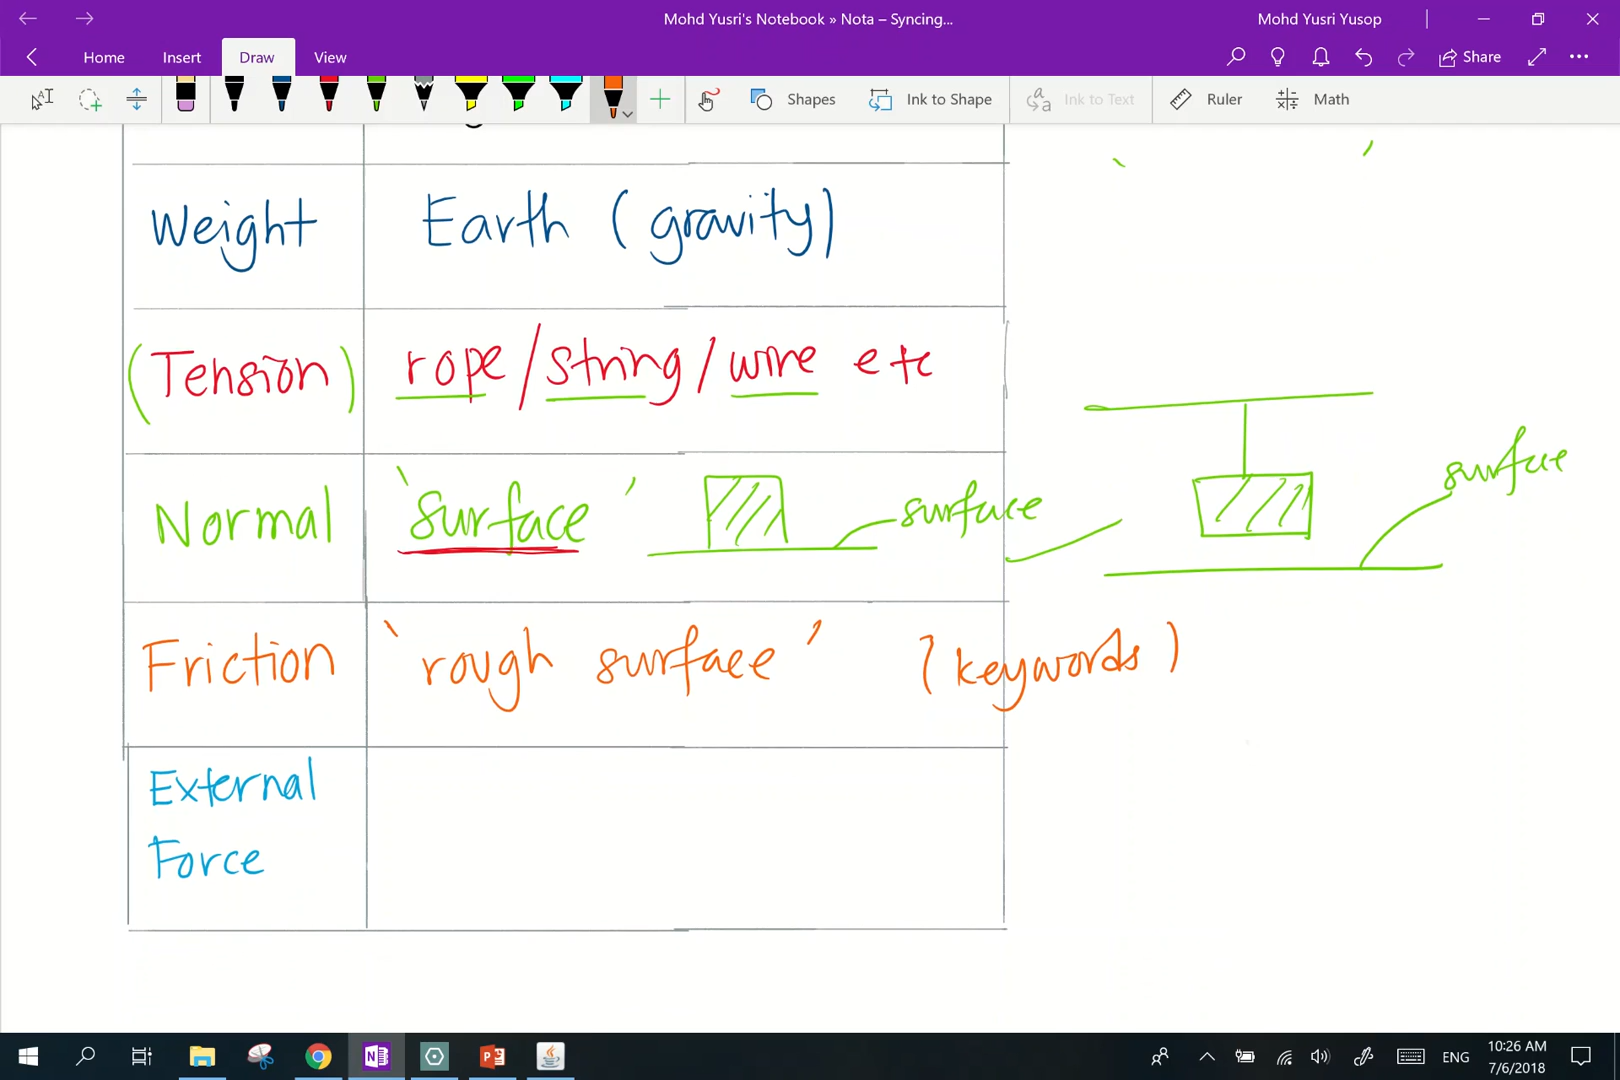 Mohd Yusri's Notebook » Nota – Syncing...
Mohd Yusri Yusop
Home
Insert
Draw
View
Share
Shapes
Ink to Shape
Ink to Text
Ruler
Math
Weight
Earth (gravity)
(Tension)
rope/string/wire etc
Normal
'surface'
surface
surface
Friction
'rough surface'
(keywords)
External
Force
ENG
10:26 AM
7/6/2018